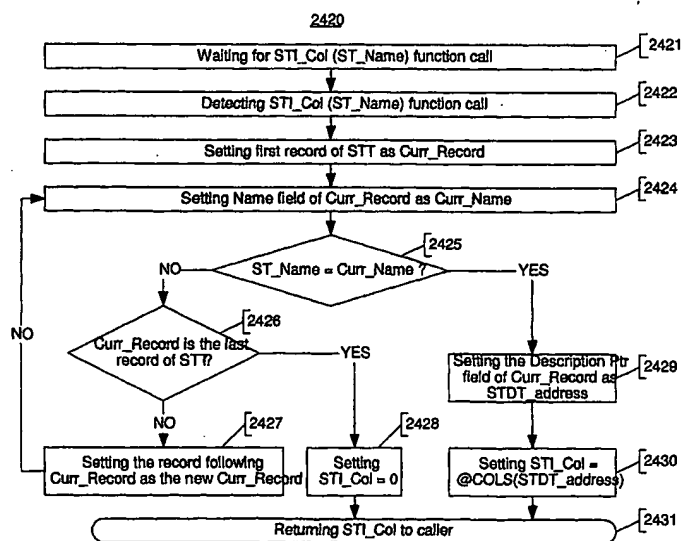 2420
Waiting for STI_Col (ST_Name) function call
2421
Detecting STI_Col (ST_Name) function call
2422
Setting first record of STT as Curr_Record
2423
Setting Name field of Curr_Record as Curr_Name
2424
ST_Name = Curr_Name ?
2425
NO
YES
NO
Curr_Record is the last
record of STT?
2426
YES
NO
Setting the Description Ptr
field of Curr_Record as
STDT_address
2429
Setting the record following
Curr_Record as the new Curr_Record
2427
Setting
STI_Col = 0
2428
Setting STI_Col =
@COLS(STDT_address)
2430
Returning STI_Col to caller
2431